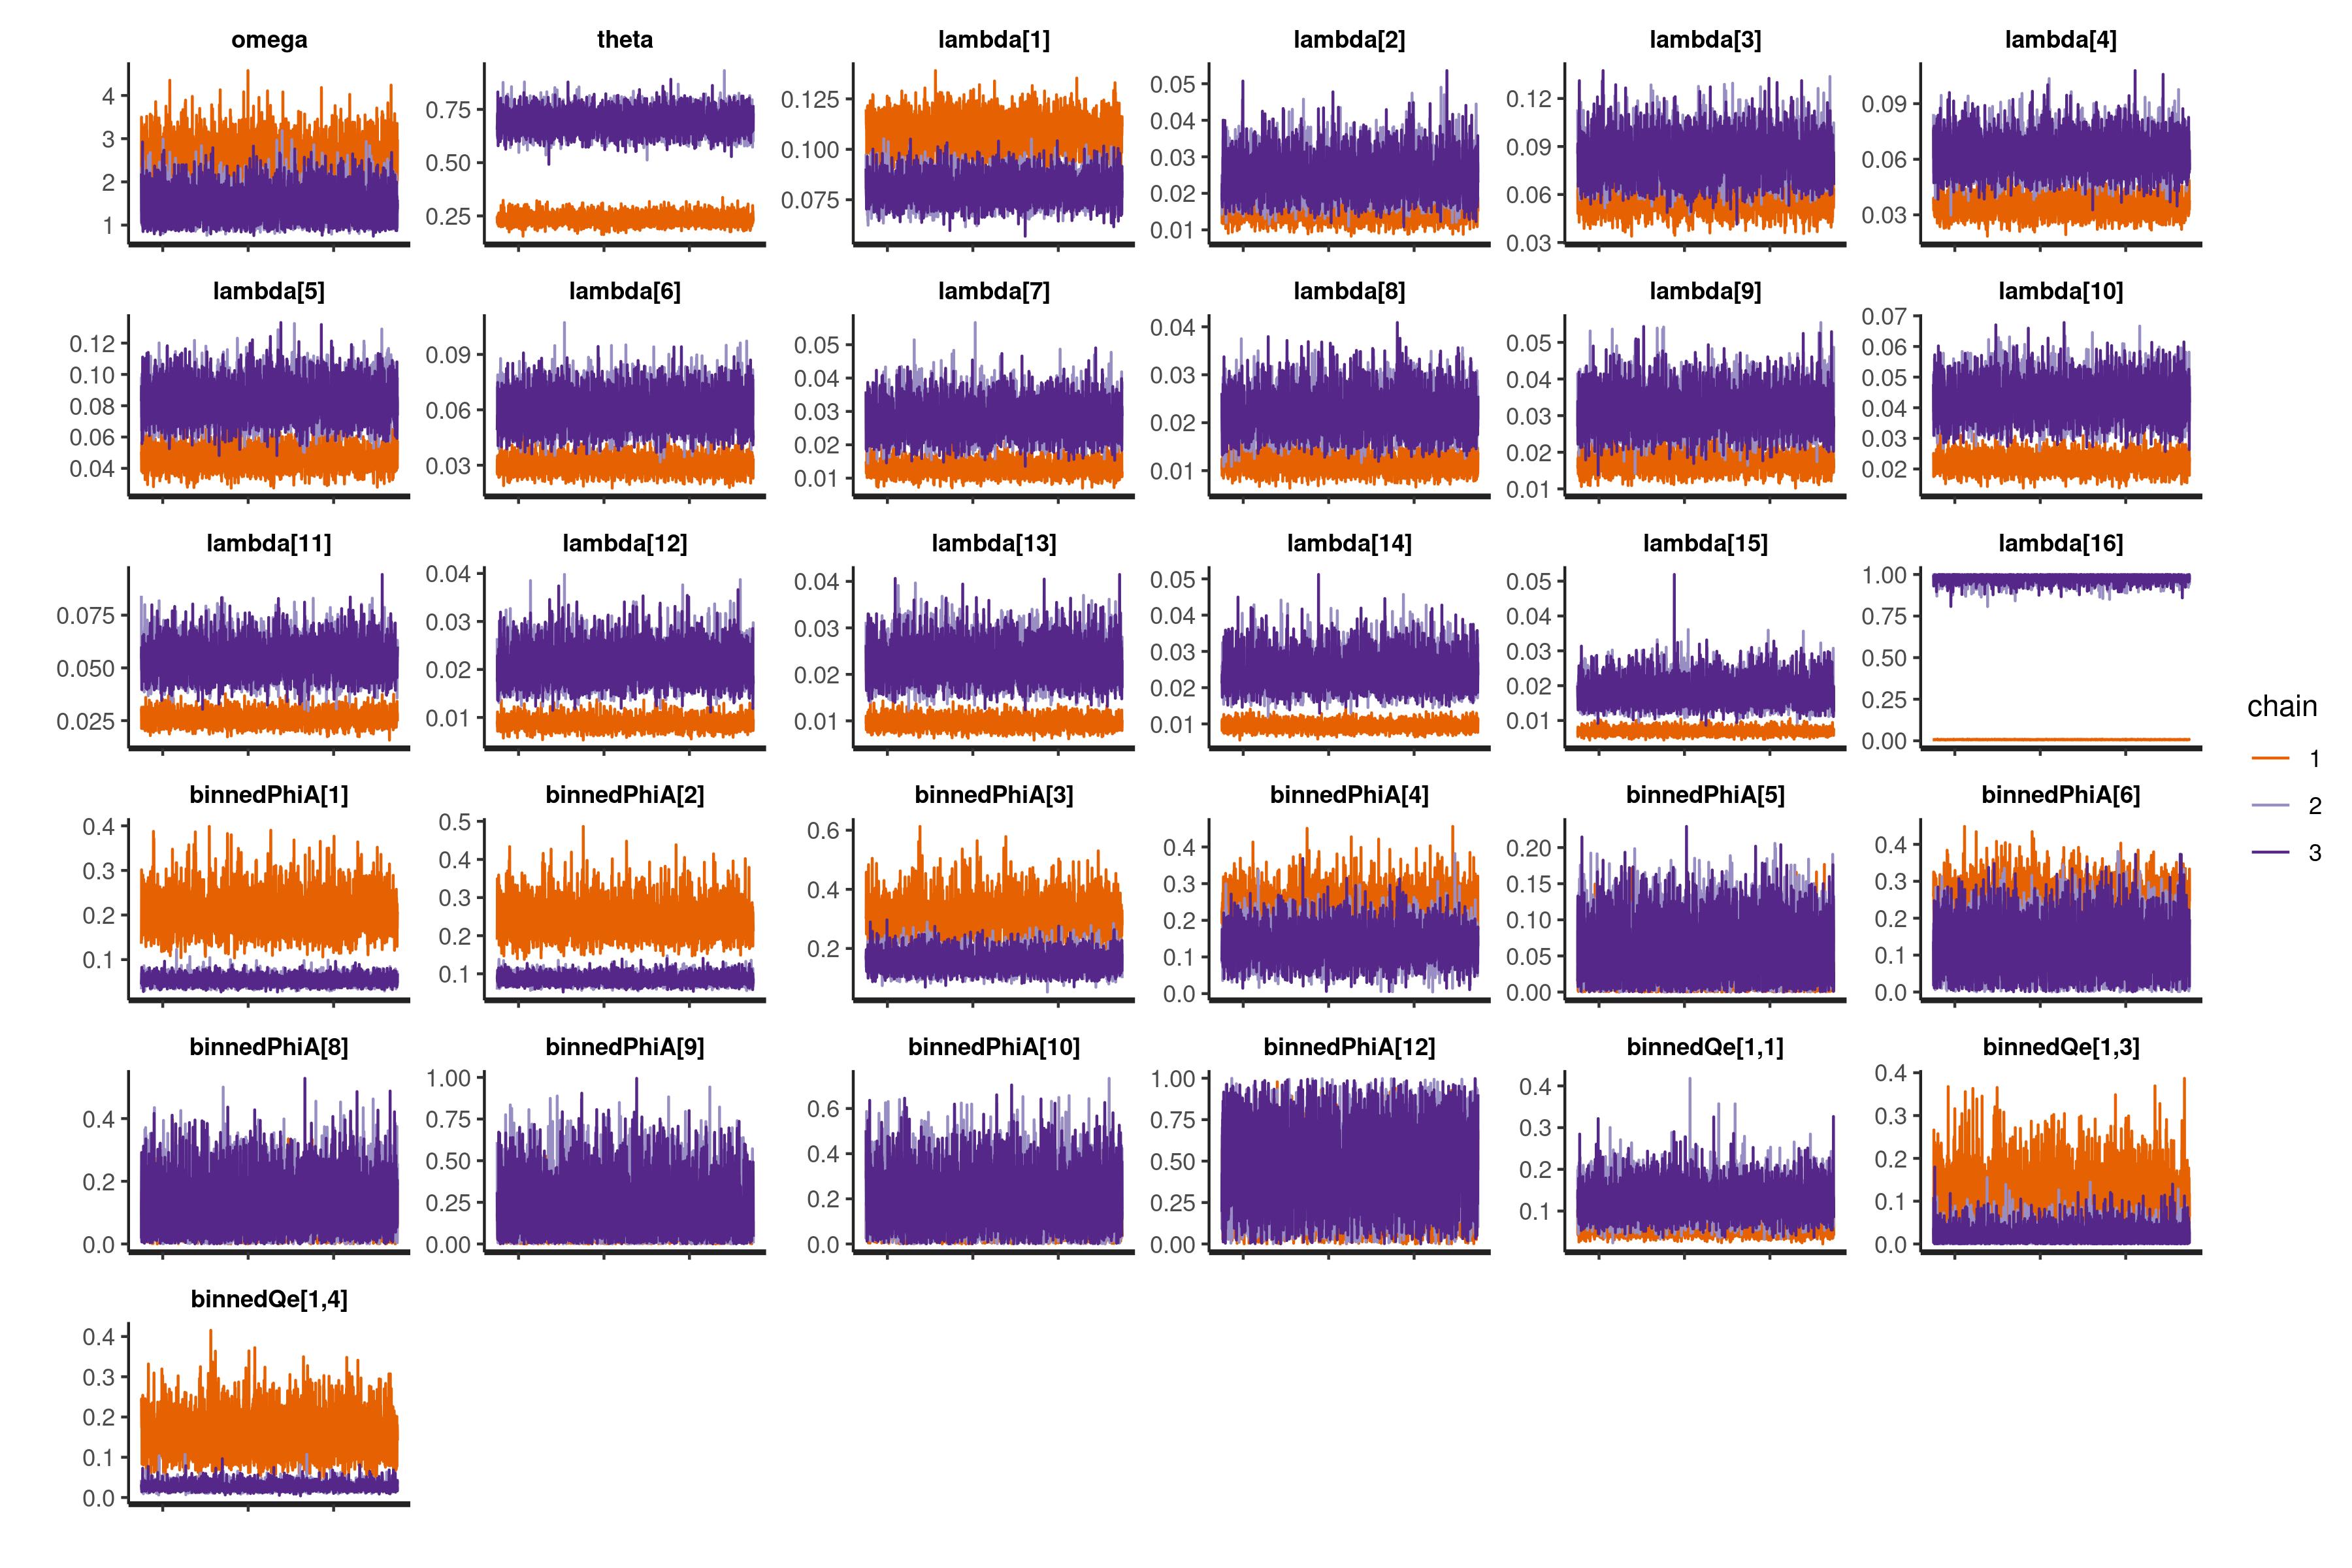 omega theta lambda[1] lambda[2] lambda[3] lambda[4]
4 3 2 1
0.75 0.50 0.25
0.125 0.100 0.075
0.05 0.04 0.03 0.02 0.01
0.12 0.09 0.06 0.03
0.09 0.06 0.03
lambda[5] lambda[6] lambda[7] lambda[8] lambda[9] lambda[10]
0.12 0.10 0.08 0.06 0.04
0.09 0.06 0.03
0.05 0.04 0.03 0.02 0.01
0.04 0.03 0.02 0.01
0.05 0.04 0.03 0.02 0.01
0.07 0.06 0.05 0.04 0.03 0.02
lambda[11] lambda[12] lambda[13] lambda[14] lambda[15] lambda[16]
0.075 0.050 0.025
0.04 0.03 0.02 0.01
0.04 0.03 0.02 0.01
0.05 0.04 0.03 0.02 0.01
0.05 0.04 0.03 0.02 0.01
1.00 0.75 0.50 0.25 0.00
binnedPhiA[1] binnedPhiA[2] binnedPhiA[3] binnedPhiA[4] binnedPhiA[5] binnedPhiA[6]
0.4 0.3 0.2 0.1
0.5 0.4 0.3 0.2 0.1
0.6 0.4 0.2
0.4 0.3 0.2 0.1 0.0
0.20 0.15 0.10 0.05 0.00
0.4 0.3 0.2 0.1 0.0
binnedPhiA[8] binnedPhiA[9] binnedPhiA[10] binnedPhiA[12] binnedQe[1,1] binnedQe[1,3]
0.4 0.2 0.0
1.00 0.75 0.50 0.25 0.00
0.6 0.4 0.2 0.0
1.00 0.75 0.50 0.25 0.00
0.4 0.3 0.2 0.1
0.4 0.3 0.2 0.1 0.0
binnedQe[1,4]
0.4 0.3 0.2 0.1 0.0
chain
1
2
3